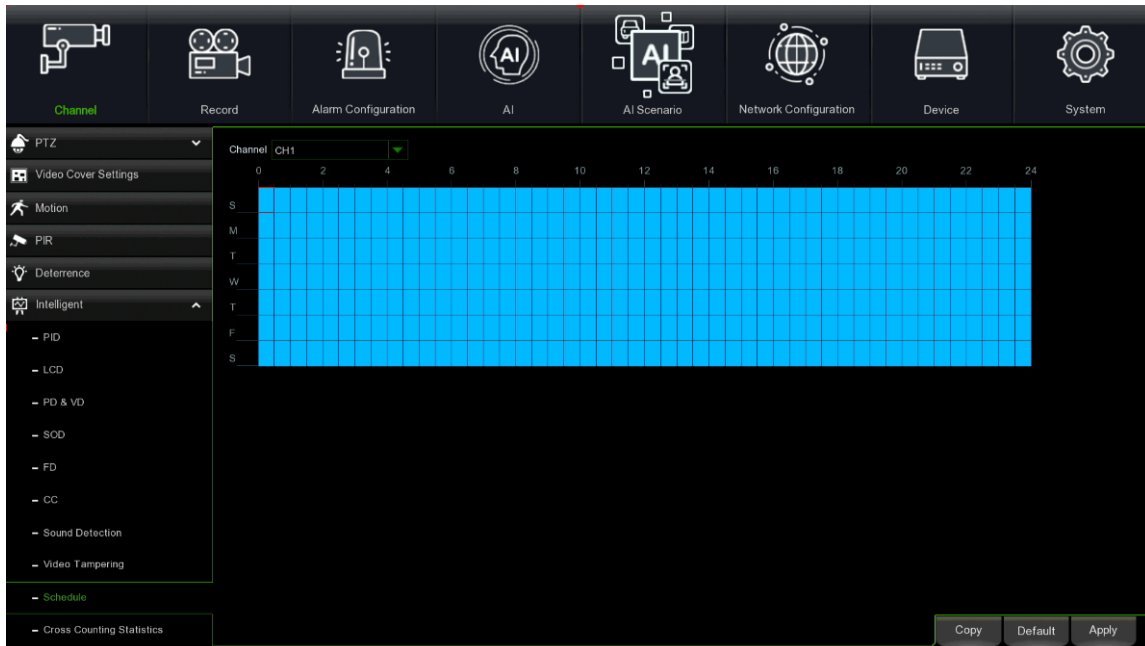 AI
AI
Channel
Record
Alarm Configuration
AI
AI Scenario
Network Configuration
Device
System
PTZ
Video Cover Settings
Motion
PIR
Deterrence
Intelligent
PID
LCD
PD & VD
SOD
FD
CC
Sound Detection
Video Tampering
Schedule
Cross Counting Statistics
Channel CH1
0 2 4 6 8 10 12 14 16 18 20 22 24
S
M
T
W
T
F
S
Copy Default Apply